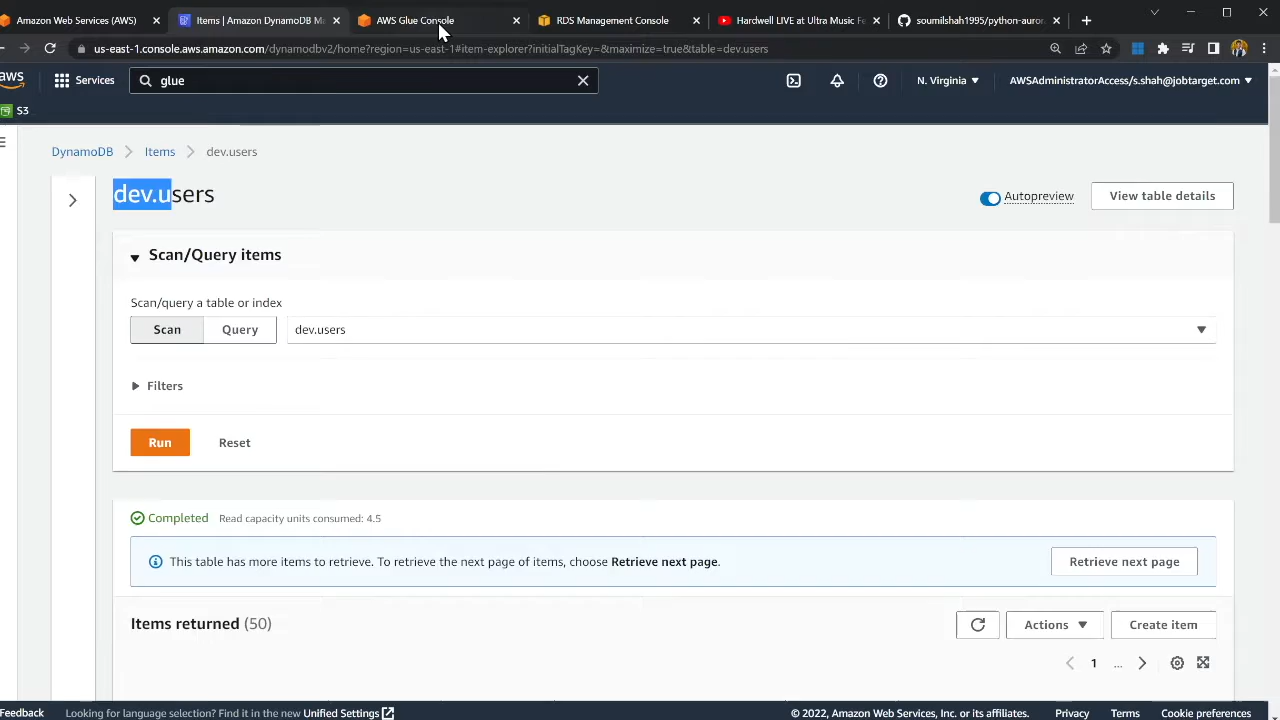 Amazon Web Services (AWS)
Items | Amazon DynamoDB M
AWS Glue Console
RDS Management Console
Hardwell LIVE at Ultra Music Fe
soumilshah1995/python-auror
us-east-1.console.aws.amazon.com/dynamodbv2/home?region=us-east-1#item-explorer?initialTagKey=&maximize=true&table=dev.users
aws
Services
glue
N. Virginia
AWSAdministratorAccess/s.shah@jobtarget.com
S3
DynamoDB
Items
dev.users
dev.users
Autopreview
View table details
Scan/Query items
Scan/query a table or index
Scan
Query
dev.users
Filters
Run
Reset
Completed
Read capacity units consumed: 4.5
This table has more items to retrieve. To retrieve the next page of items, choose Retrieve next page.
Retrieve next page
Items returned (50)
Actions
Create item
1
...
Feedback
Looking for language selection? Find it in the new Unified Settings
© 2022, Amazon Web Services, Inc. or its affiliates.
Privacy
Terms
Cookie preferences